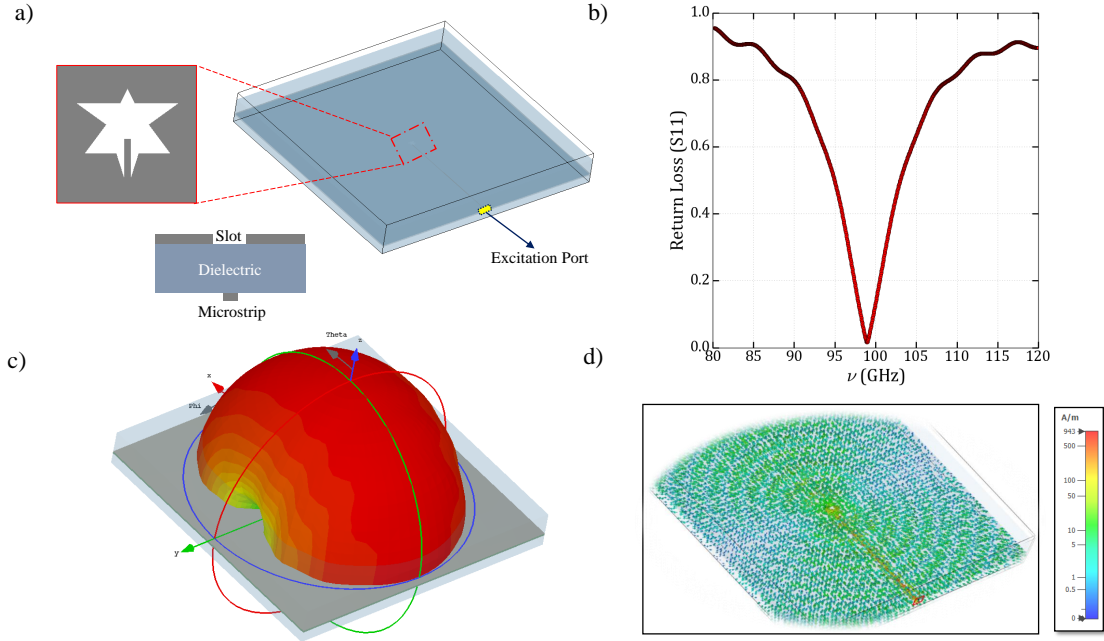 a)
Slot
Dielectric
Microstrip
Excitation Port
b)
1.0
0.8
0.6
0.4
0.2
0.0
Return Loss (S11)
80 85 90 95 100 105 110 115 120
ν (GHz)
c)
Theta
z
x
Phi
y
d)
A/m
943
500
100
50
10
5
1
0.5
0